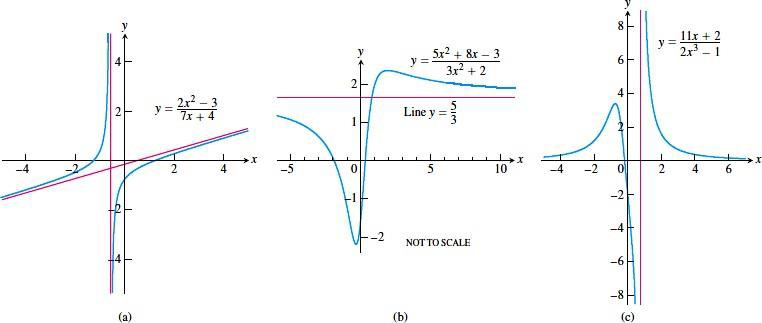 y
4
2
−4
−2
2
4
x
−2
−4
y = (2x² − 3)/(7x + 4)
(a)
y
2
1
−5
0
5
10
x
−1
−2
y = (5x² + 8x − 3)/(3x² + 2)
Line y = 5/3
NOT TO SCALE
(b)
y
8
6
4
2
−4
−2
0
2
4
6
x
−2
−4
−6
−8
y = (11x + 2)/(2x³ − 1)
(c)